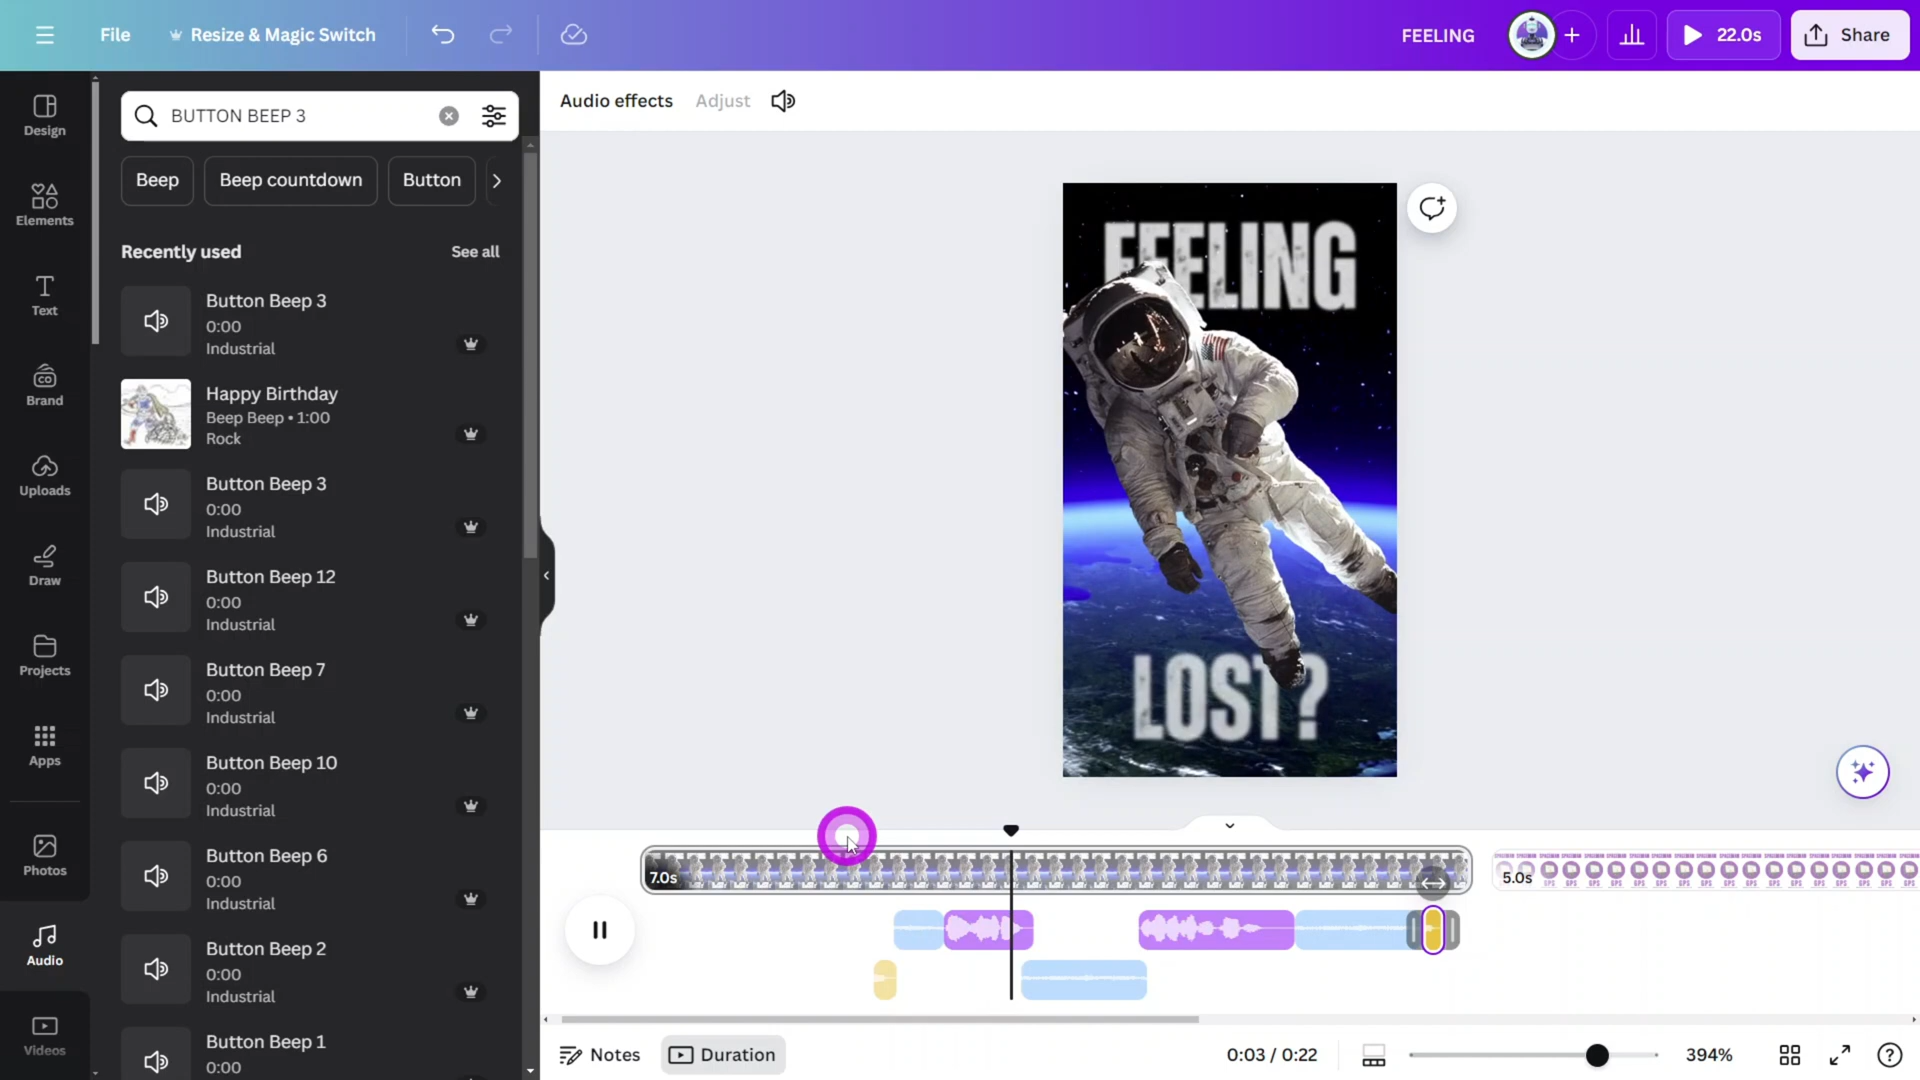 File
Resize & Magic Switch
FEELING
22.0s
Share
Design
Elements
Text
Brand
Uploads
Draw
Projects
Apps
Photos
Audio
Videos
BUTTON BEEP 3
Beep
Beep countdown
Button
Recently used
See all
Button Beep 3
0:00
Industrial
Happy Birthday
Beep Beep • 1:00
Rock
Button Beep 3
0:00
Industrial
Button Beep 12
0:00
Industrial
Button Beep 7
0:00
Industrial
Button Beep 10
0:00
Industrial
Button Beep 6
0:00
Industrial
Button Beep 2
0:00
Industrial
Button Beep 1
0:00
Audio effects
Adjust
FEELING
LOST?
7.0s
5.0s
Notes
Duration
0:03 / 0:22
394%